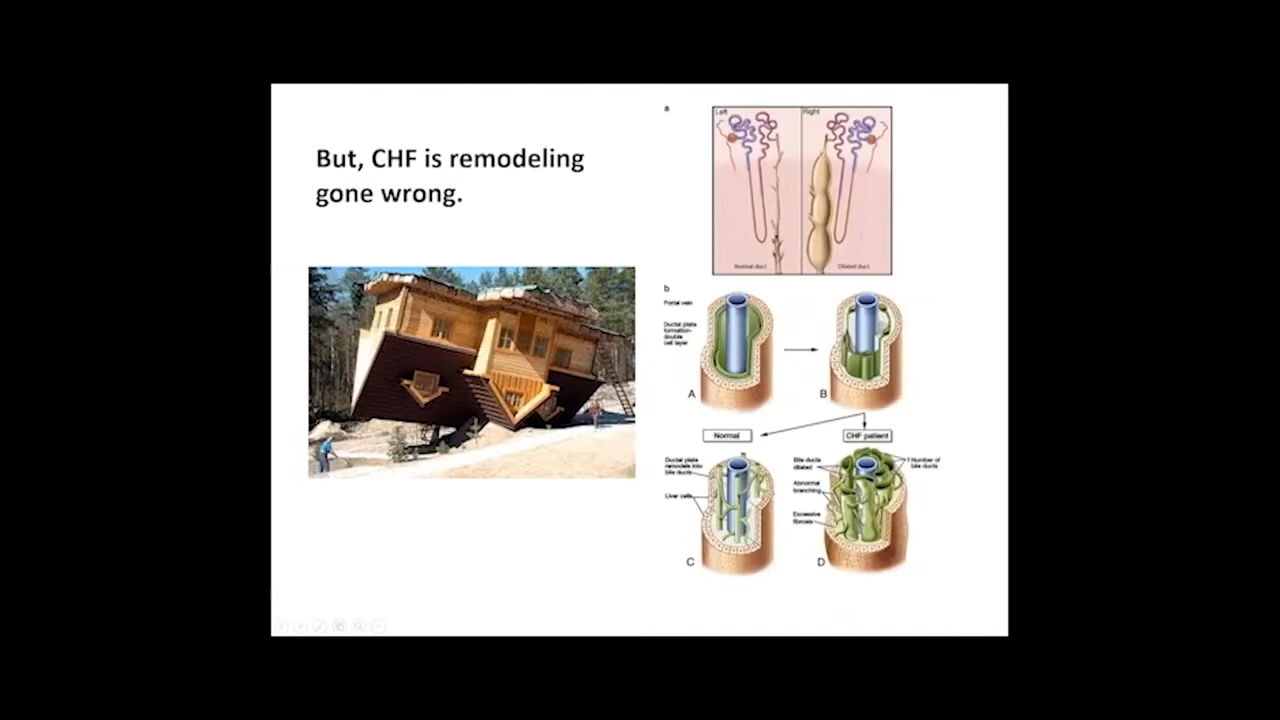 But, CHF is remodeling
gone wrong.
a
Left
Right
Normal duct
Dilated duct
b
Portal vein
Ductal plate
formation-
double
cell layer
A
B
Normal
CHF patient
Ductal plate
remodels into
bile ducts
Liver cells
C
Bile ducts
dilated
Abnormal
branching
Excessive
fibrosis
Number of
bile ducts
D